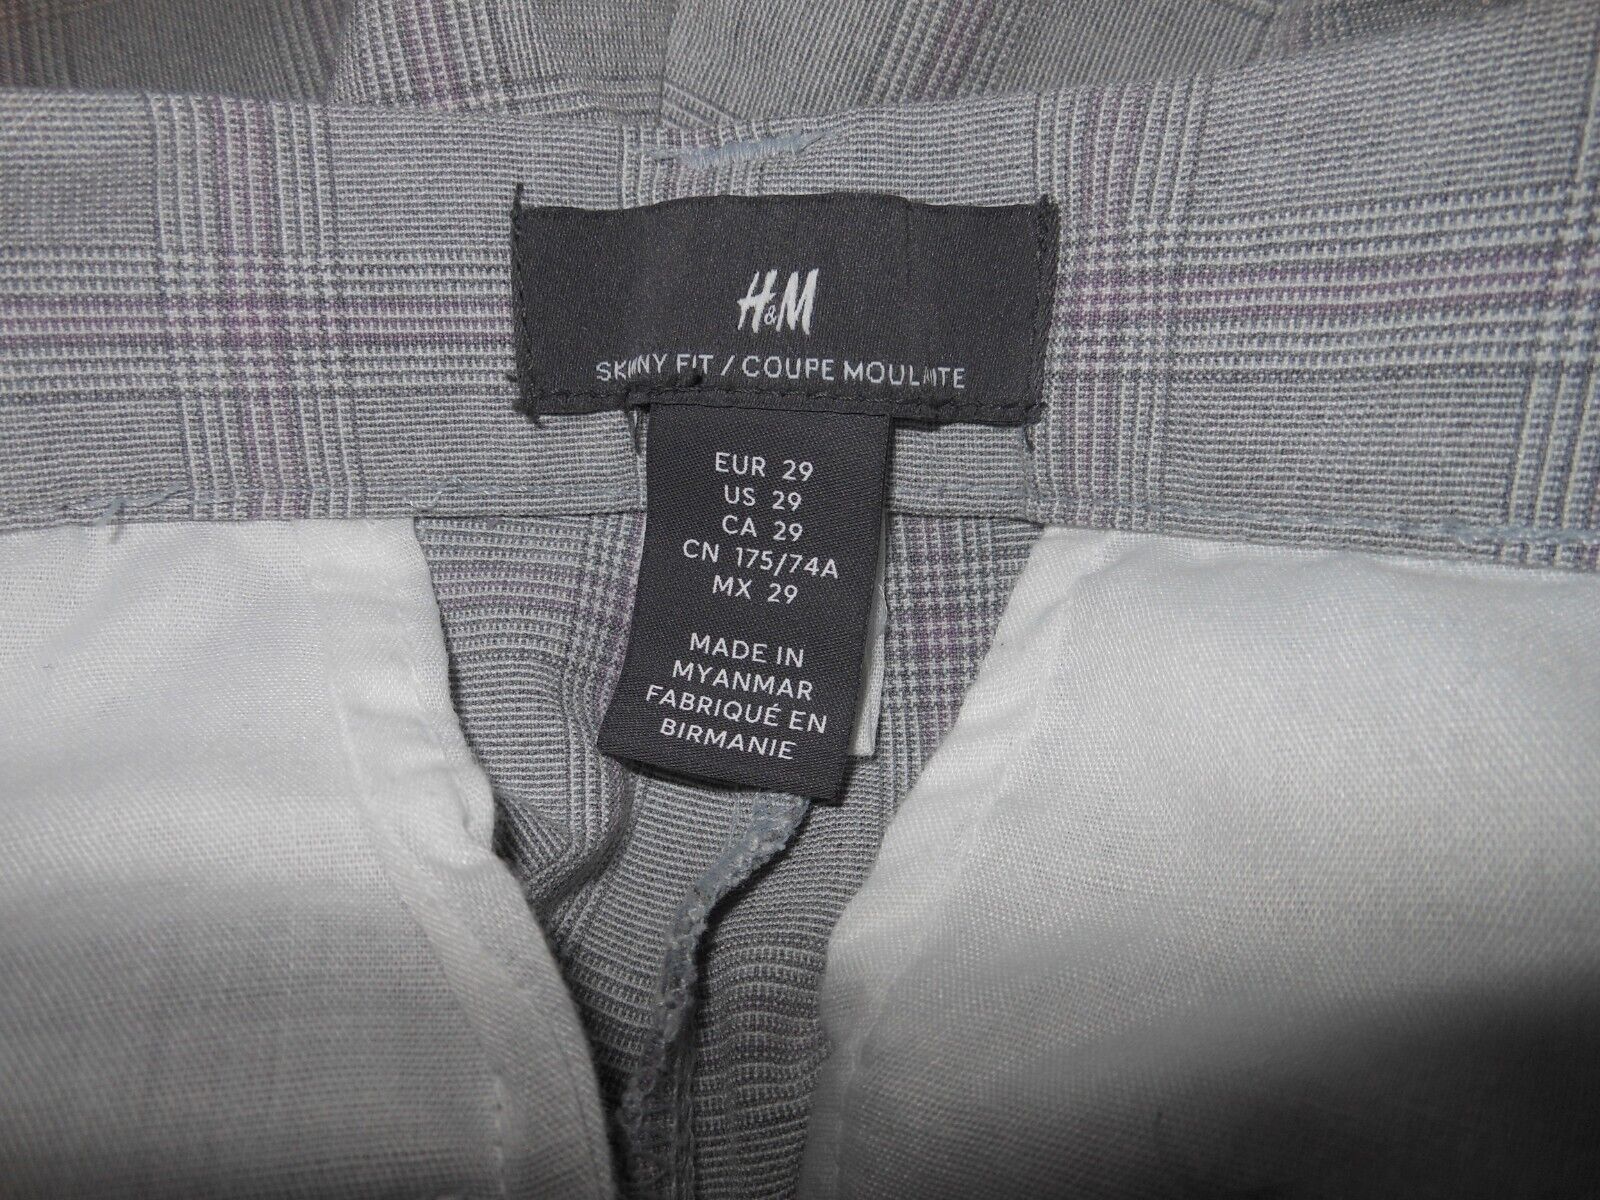 H&M
SKINNY FIT / COUPE MOULANTE
EUR 29
US 29
CA 29
CN 175/74A
MX 29
MADE IN
MYANMAR
FABRIQUÉ EN
BIRMANIE